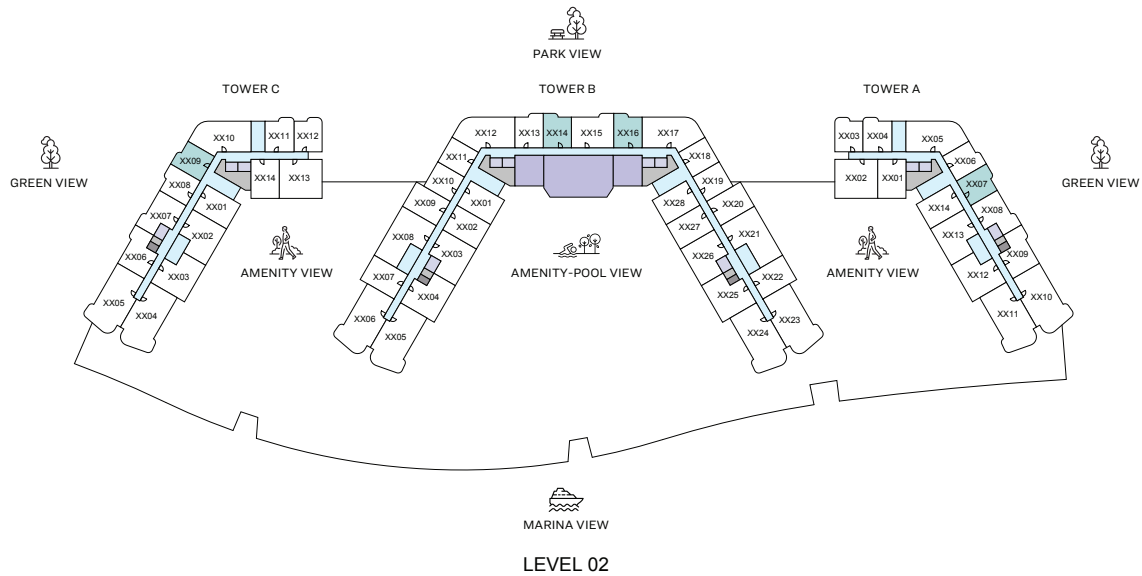 PARK VIEW
TOWER C
TOWER B
TOWER A
GREEN VIEW
GREEN VIEW
XX10
XX11
XX12
XX09
XX14
XX13
XX08
XX01
XX07
XX02
XX06
XX03
XX05
XX04
AMENITY VIEW
XX12
XX13
XX14
XX15
XX16
XX17
XX11
XX18
XX10
XX19
XX09
XX01
XX28
XX20
XX08
XX02
XX27
XX21
XX03
XX26
XX07
XX04
XX25
XX22
XX06
XX05
XX24
XX23
AMENITY-POOL VIEW
XX03
XX04
XX05
XX06
XX02
XX01
XX07
XX14
XX08
XX13
XX09
XX12
XX10
XX11
AMENITY VIEW
MARINA VIEW
LEVEL 02